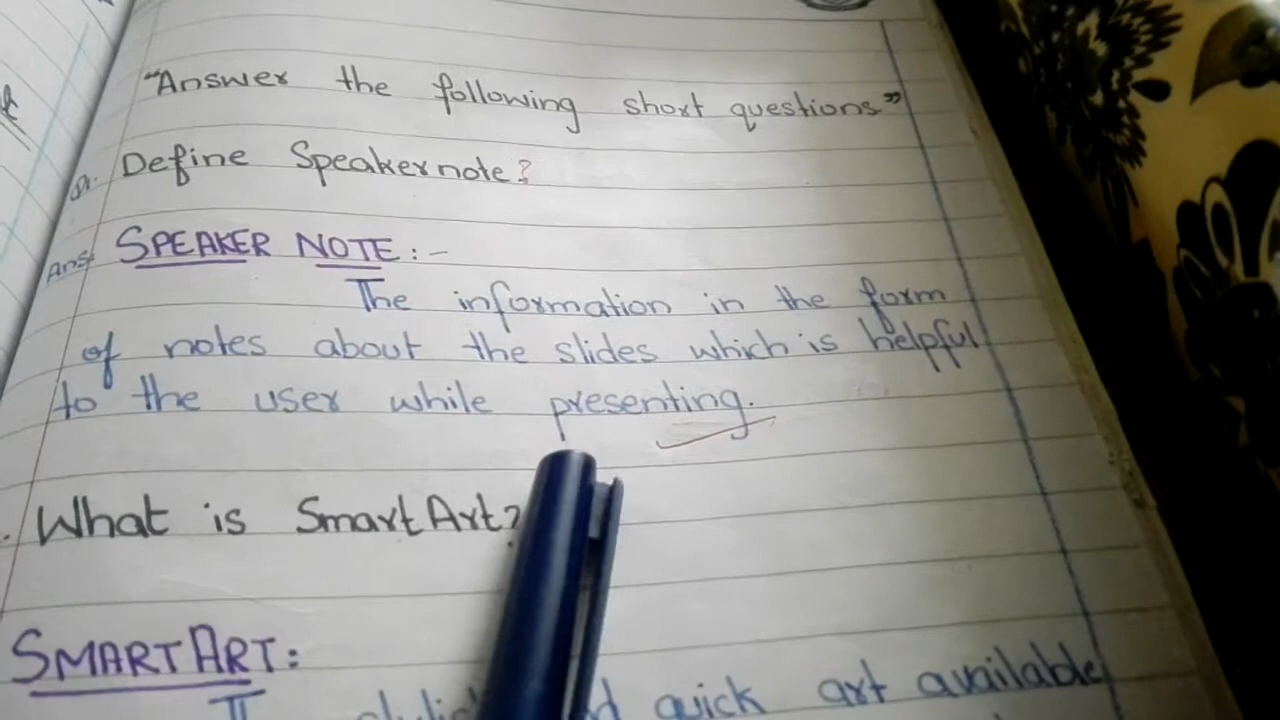 "Answer the following short questions"
Q1. Define Speaker note?
Ans: SPEAKER NOTE:-
The information in the form
of notes about the slides which is helpful
to the user while presenting.
What is SmartArt?
SMARTART:
quick art available